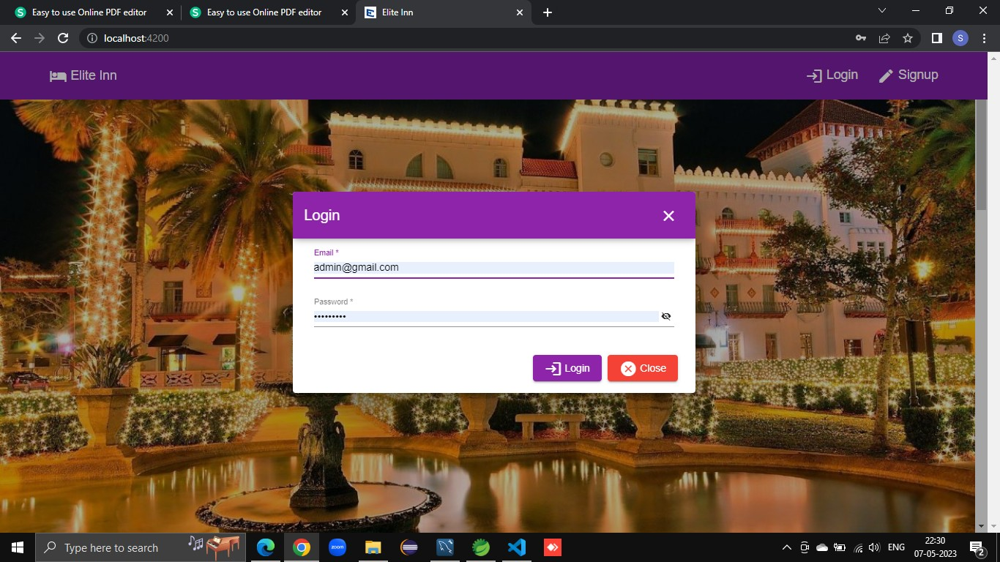 Easy to use Online PDF editor
Easy to use Online PDF editor
Elite Inn
localhost:4200
S
Elite Inn
Login
Signup
Login
Email *
admin@gmail.com
Password *
•••••••••
Login
Close
Type here to search
zoom
ENG
22:30
07-05-2023
2